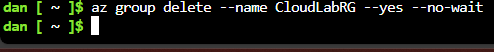 dan [ ~ ]$ az group delete --name CloudLabRG --yes --no-wait
dan [ ~ ]$